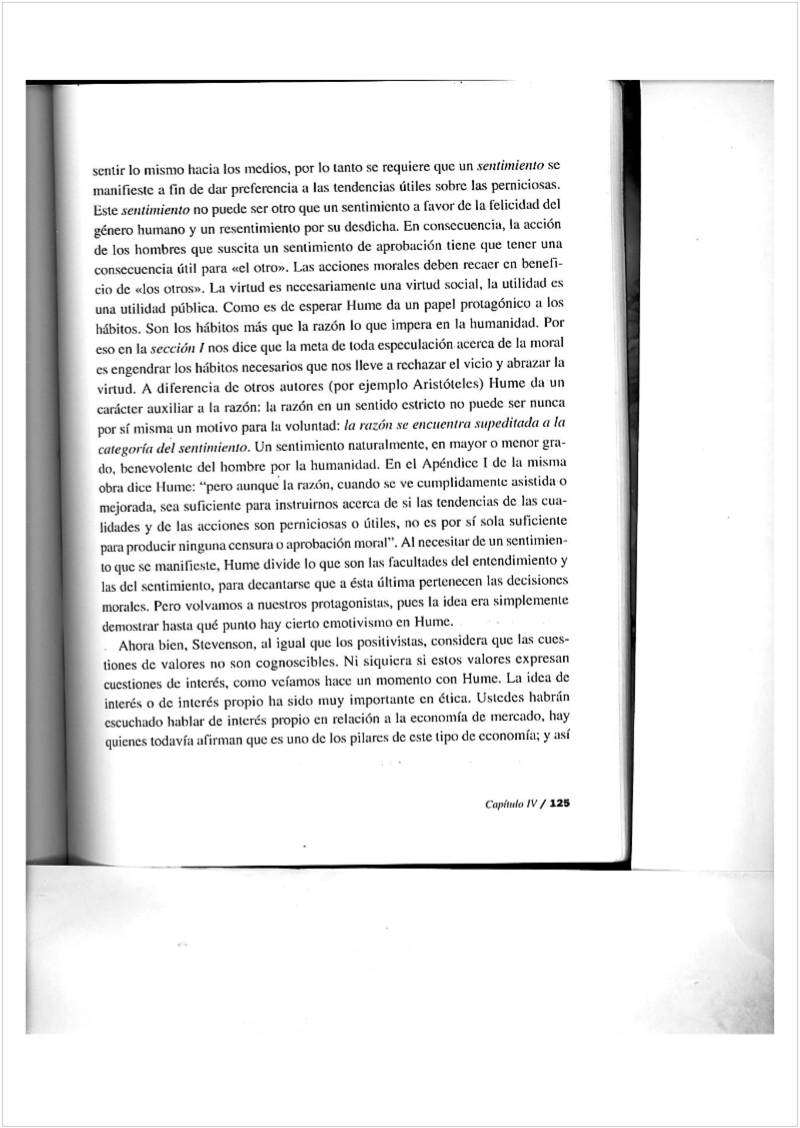 sentir lo mismo hacia los medios, por lo tanto se requiere que un sentimiento se
manifieste a fin de dar preferencia a las tendencias útiles sobre las perniciosas.
Este sentimiento no puede ser otro que un sentimiento a favor de la felicidad del
género humano y un resentimiento por su desdicha. En consecuencia, la acción
de los hombres que suscita un sentimiento de aprobación tiene que tener una
consecuencia útil para «el otro». Las acciones morales deben recaer en benefi-
cio de «los otros». La virtud es necesariamente una virtud social, la utilidad es
una utilidad pública. Como es de esperar Hume da un papel protagónico a los
hábitos. Son los hábitos más que la razón lo que impera en la humanidad. Por
eso en la sección I nos dice que la meta de toda especulación acerca de la moral
es engendrar los hábitos necesarios que nos lleve a rechazar el vicio y abrazar la
virtud. A diferencia de otros autores (por ejemplo Aristóteles) Hume da un
carácter auxiliar a la razón: la razón en un sentido estricto no puede ser nunca
por sí misma un motivo para la voluntad: la razón se encuentra supeditada a la
categoría del sentimiento. Un sentimiento naturalmente, en mayor o menor gra-
do, benevolente del hombre por la humanidad. En el Apéndice I de la misma
obra dice Hume: “pero aunque la razón, cuando se ve cumplidamente asistida o
mejorada, sea suficiente para instruirnos acerca de si las tendencias de las cua-
lidades y de las acciones son perniciosas o útiles, no es por sí sola suficiente
para producir ninguna censura o aprobación moral”. Al necesitar de un sentimien-
to que se manifieste, Hume divide lo que son las facultades del entendimiento y
las del sentimiento, para decantarse que a ésta última pertenecen las decisiones
morales. Pero volvamos a nuestros protagonistas, pues la idea era simplemente
demostrar hasta qué punto hay cierto emotivismo en Hume.
Ahora bien, Stevenson, al igual que los positivistas, considera que las cues-
tiones de valores no son cognoscibles. Ni siquiera si estos valores expresan
cuestiones de interés, como veíamos hace un momento con Hume. La idea de
interés o de interés propio ha sido muy importante en ética. Ustedes habrán
escuchado hablar de interés propio en relación a la economía de mercado, hay
quienes todavía afirman que es uno de los pilares de este tipo de economía; y así
Capítulo IV / 125